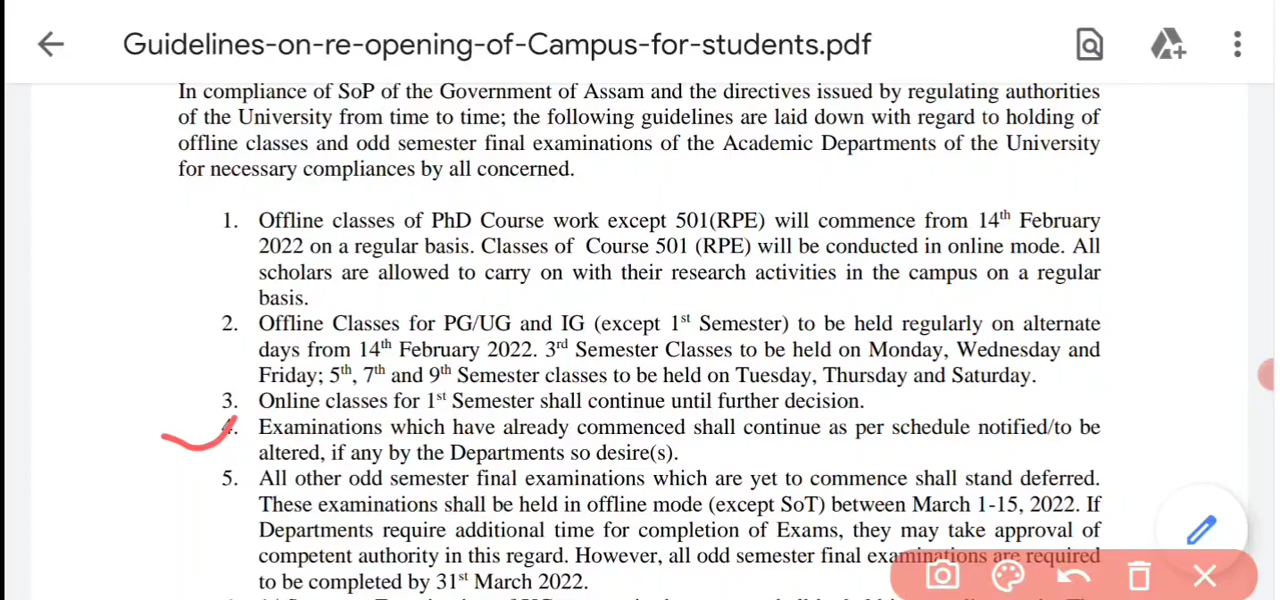 Guidelines-on-re-opening-of-Campus-for-students.pdf
In compliance of SoP of the Government of Assam and the directives issued by regulating authorities
of the University from time to time; the following guidelines are laid down with regard to holding of
offline classes and odd semester final examinations of the Academic Departments of the University
for necessary compliances by all concerned.
1. Offline classes of PhD Course work except 501(RPE) will commence from 14th February
2022 on a regular basis. Classes of Course 501 (RPE) will be conducted in online mode. All
scholars are allowed to carry on with their research activities in the campus on a regular
basis.
2. Offline Classes for PG/UG and IG (except 1st Semester) to be held regularly on alternate
days from 14th February 2022. 3rd Semester Classes to be held on Monday, Wednesday and
Friday; 5th, 7th and 9th Semester classes to be held on Tuesday, Thursday and Saturday.
3. Online classes for 1st Semester shall continue until further decision.
4. Examinations which have already commenced shall continue as per schedule notified/to be
altered, if any by the Departments so desire(s).
5. All other odd semester final examinations which are yet to commence shall stand deferred.
These examinations shall be held in offline mode (except SoT) between March 1-15, 2022. If
Departments require additional time for completion of Exams, they may take approval of
competent authority in this regard. However, all odd semester final examinations are required
to be completed by 31st March 2022.